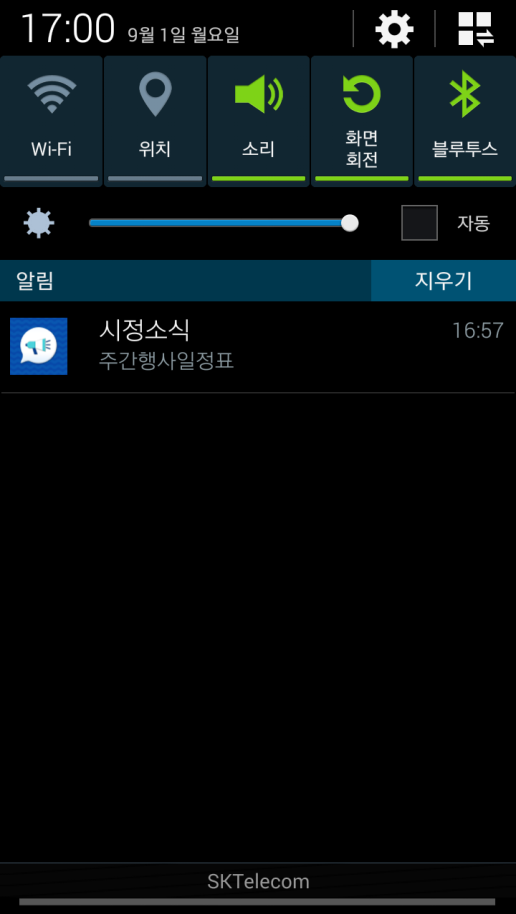 17:00 9월 1일 월요일
Wi-Fi
위치
소리
화면
회전
블루투스
자동
알림
지우기
시정소식
16:57
주간행사일정표
SKTelecom